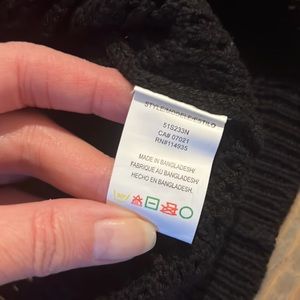 STYLE/MODELE/ESTILO
51S233N
CA# 07021
RN#114935
MADE IN BANGLADESH/
FABRIQUE AU BANGLADESH/
HECHO EN BANGLADESH.